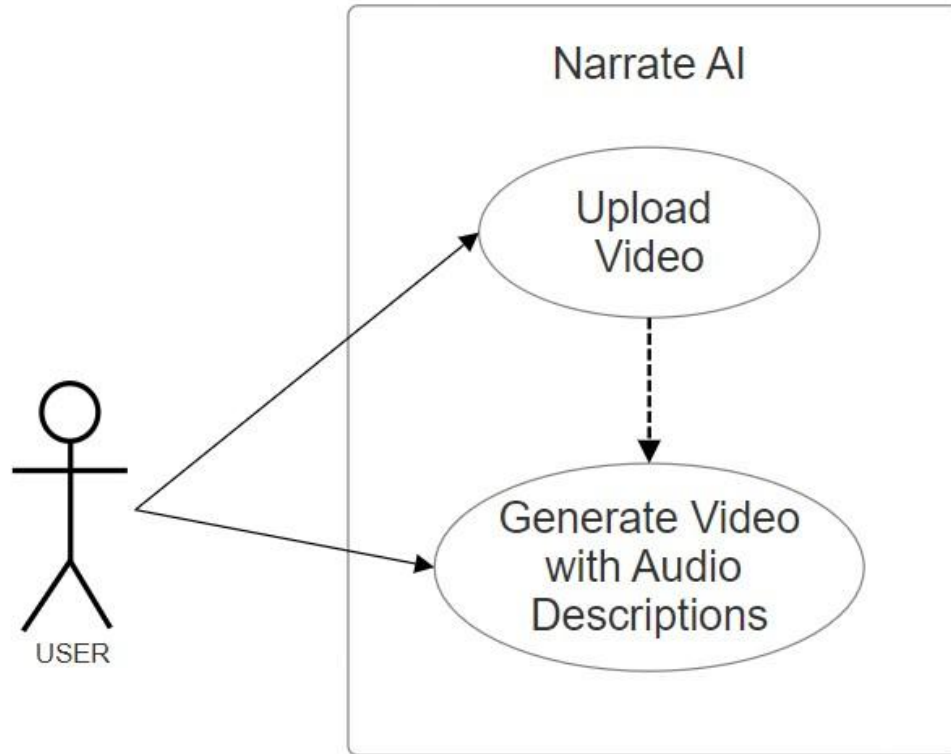 Narrate AI
Upload
Video
Generate Video
with Audio
Descriptions
USER